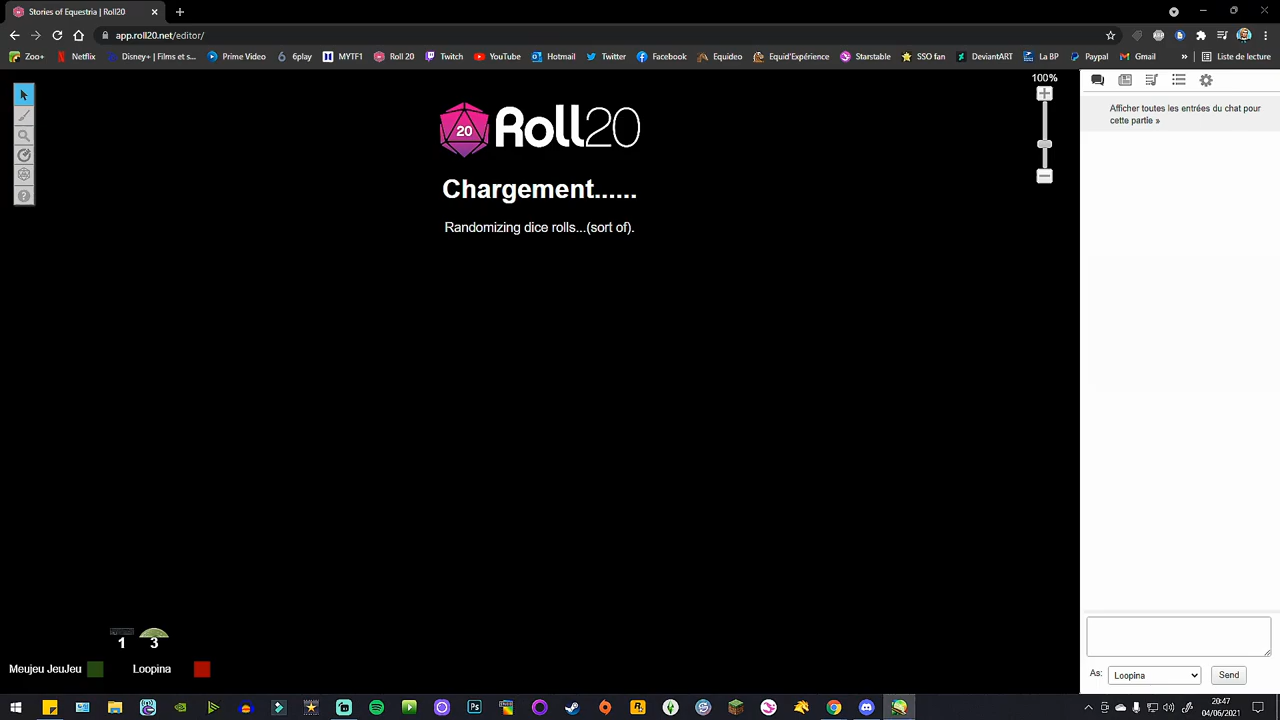 Stories of Equestria | Roll20
app.roll20.net/editor/
Zoo+ Netflix Disney+ | Films et s... Prime Video 6play MYTF1 Roll 20 Twitch YouTube Hotmail Twitter Facebook Equideo Equid'Expérience Starstable SSO fan DeviantART La BP Paypal Gmail » Liste de lecture
100%
20 Roll20
Chargement......
Randomizing dice rolls...(sort of).
Afficher toutes les entrées du chat pour
cette partie »
1 3
Meujeu JeuJeu Loopina
As: Loopina Send
20:47
04/06/2021